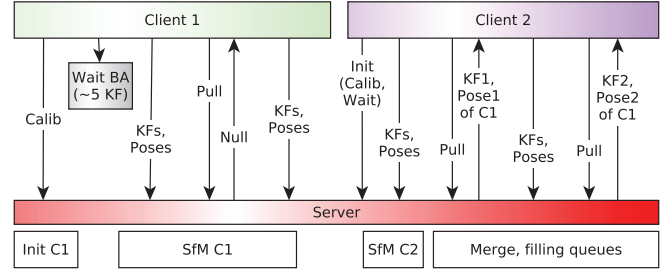 Client 1
Client 2
Wait BA
(~5 KF)
Calib
KFs,
Poses
Pull
Null
KFs,
Poses
Init
(Calib,
Wait)
KFs,
Poses
Pull
KF1,
Pose1
of C1
KFs,
Poses
Pull
KF2,
Pose2
of C1
Server
Init C1
SfM C1
SfM C2
Merge, filling queues